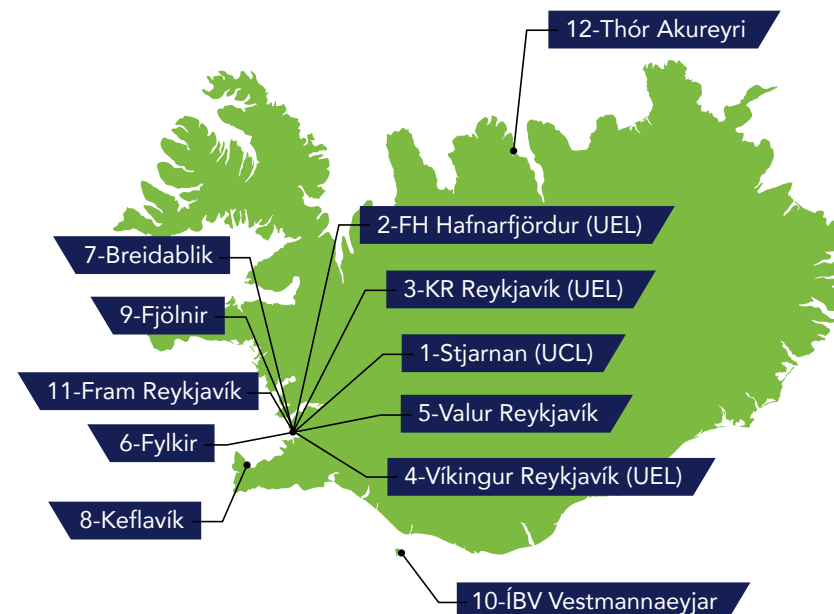 12-Thór Akureyri
2-FH Hafnarfjördur (UEL)
7-Breidablik
3-KR Reykjavík (UEL)
9-Fjölnir
1-Stjarnan (UCL)
11-Fram Reykjavík
5-Valur Reykjavík
6-Fylkir
4-Víkingur Reykjavík (UEL)
8-Keflavík
10-ÍBV Vestmannaeyjar